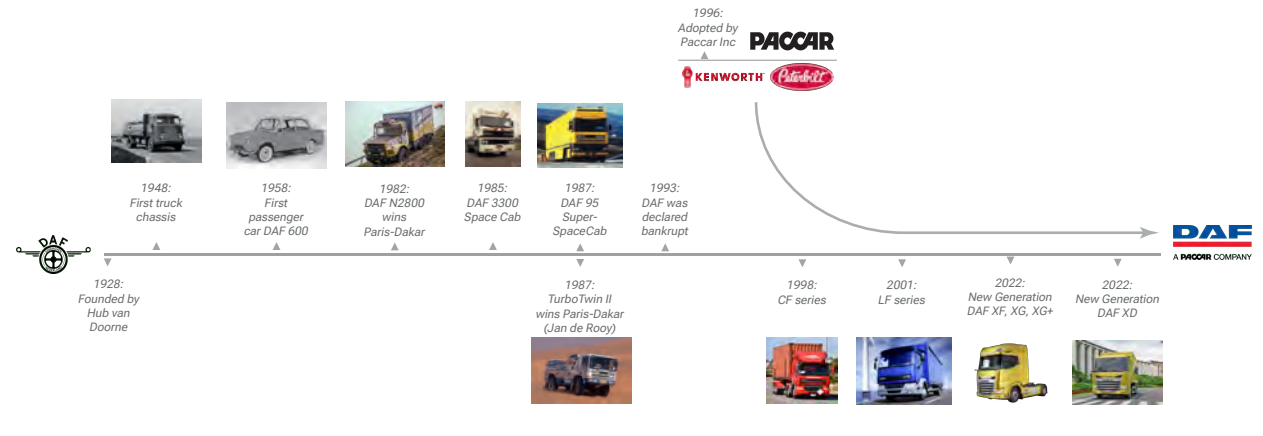 1996:
Adopted by
Paccar Inc
PACCAR
KENWORTH
Peterbilt
1948:
First truck
chassis
1958:
First
passenger
car DAF 600
1982:
DAF N2800
wins
Paris-Dakar
1985:
DAF 3300
Space Cab
1987:
DAF 95
Super-
SpaceCab
1993:
DAF was
declared
bankrupt
DAF
DAF
A PACCAR COMPANY
1928:
Founded by
Hub van
Doorne
1987:
TurboTwin II
wins Paris-Dakar
(Jan de Rooy)
1998:
CF series
2001:
LF series
2022:
New Generation
DAF XF, XG, XG+
2022:
New Generation
DAF XD